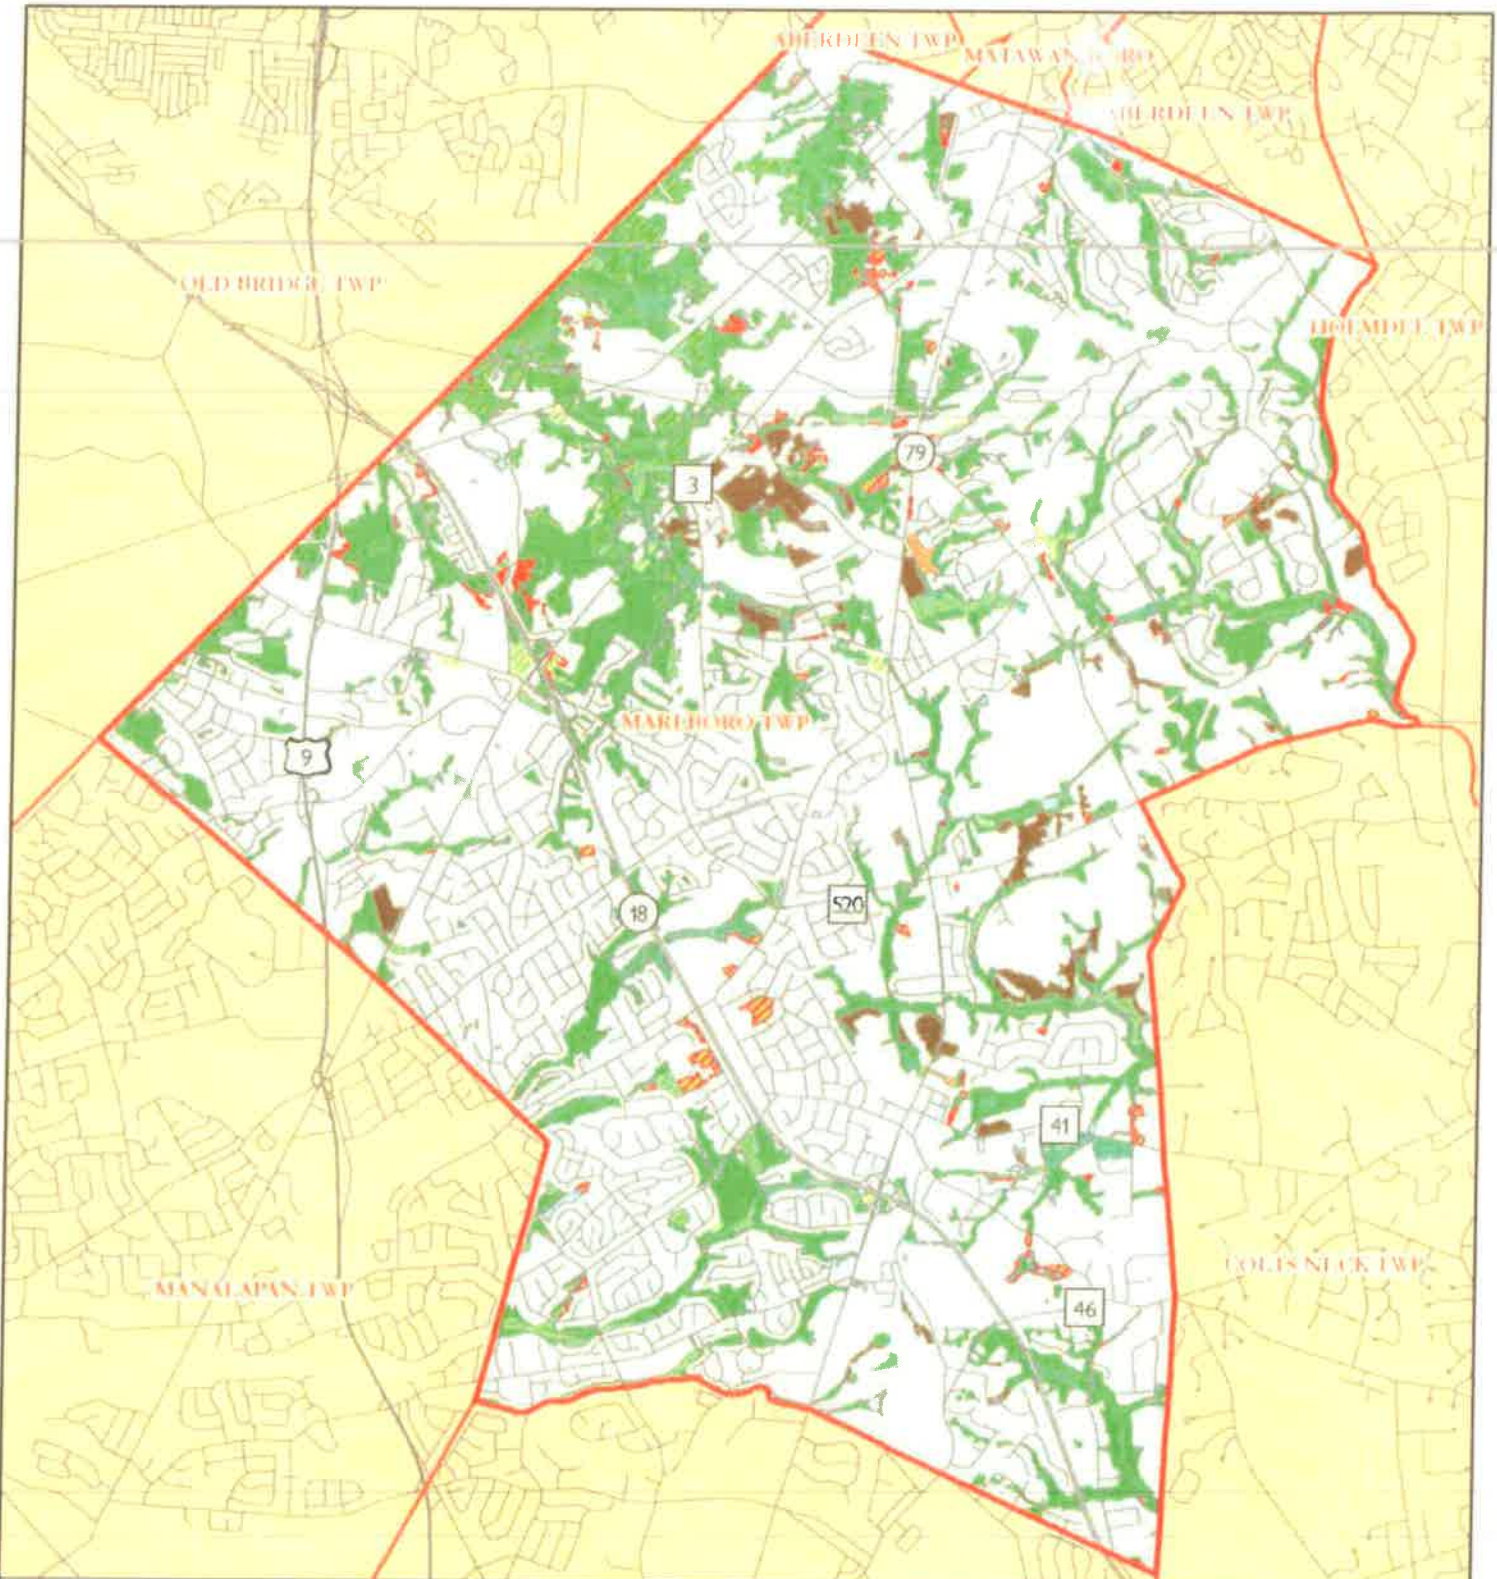 ABERDEEN TWP
MATAWAN BORO
ABERDEEN TWP
OLD BRIDGE TWP
HOLMDEL TWP
79
3
MARLBORO TWP
9
520
18
41
MANALAPAN TWP
COLTS NECK TWP
46